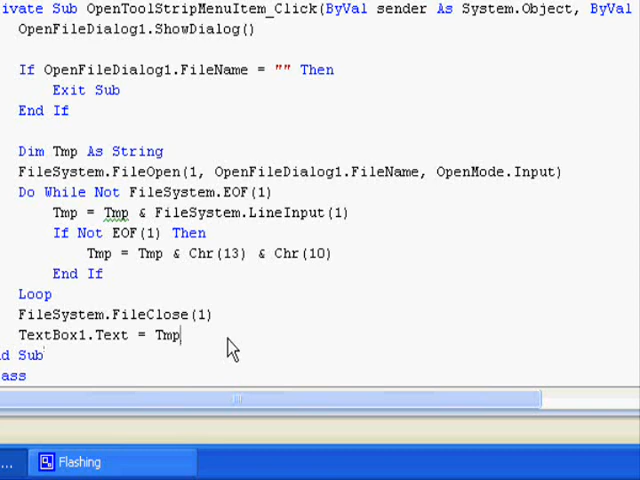 ivate Sub OpenToolStripMenuItem_Click(ByVal sender As System.Object, ByVal
OpenFileDialog1.ShowDialog()
If OpenFileDialog1.FileName = "" Then
Exit Sub
End If
Dim Tmp As String
FileSystem.FileOpen(1, OpenFileDialog1.FileName, OpenMode.Input)
Do While Not FileSystem.EOF(1)
Tmp = Tmp & FileSystem.LineInput(1)
If Not EOF(1) Then
Tmp = Tmp & Chr(13) & Chr(10)
End If
Loop
FileSystem.FileClose(1)
TextBox1.Text = Tmp
d Sub
ass
... Flashing